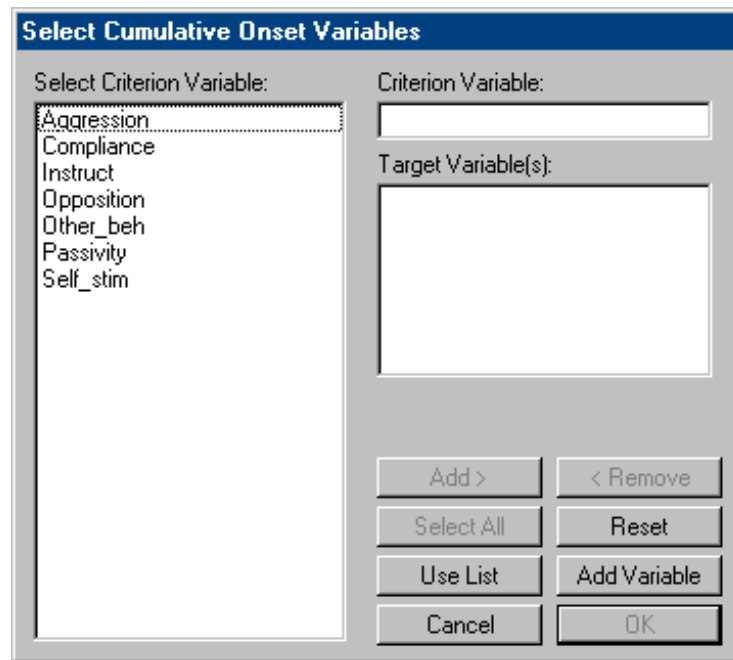 Select Cumulative Onset Variables
Select Criterion Variable:
Aggression
Compliance
Instruct
Opposition
Other_beh
Passivity
Self_stim
Criterion Variable:
Target Variable(s):
Add >
< Remove
Select All
Reset
Use List
Add Variable
Cancel
OK